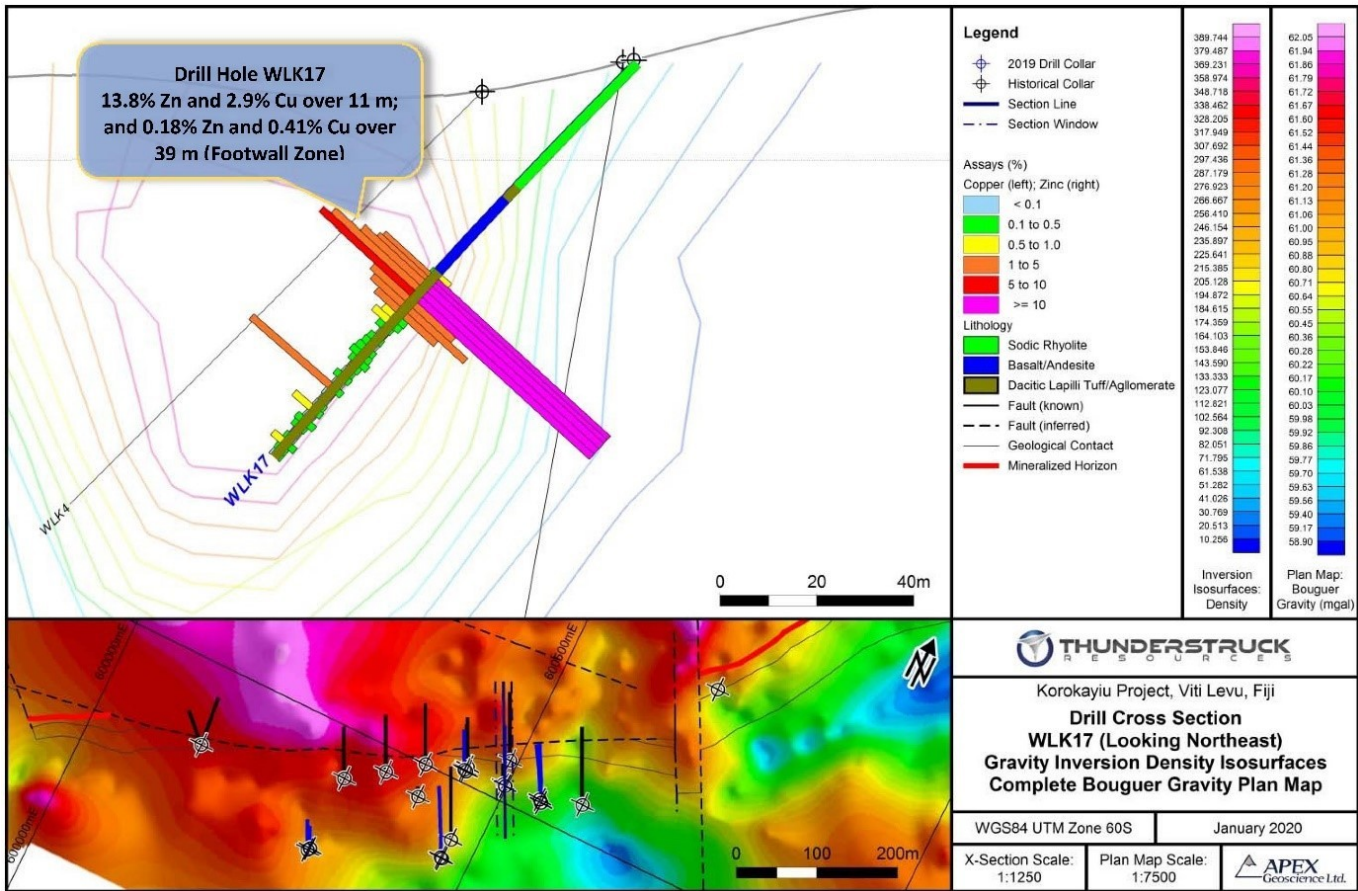 Drill Hole WLK17
13.8% Zn and 2.9% Cu over 11 m;
and 0.18% Zn and 0.41% Cu over
39 m (Footwall Zone)
WLK17
WLK4
0 20 40m
Legend
2019 Drill Collar
Historical Collar
Section Line
Section Window
Assays (%)
Copper (left); Zinc (right)
< 0.1
0.1 to 0.5
0.5 to 1.0
1 to 5
5 to 10
>= 10
Lithology
Sodic Rhyolite
Basalt/Andesite
Dacitic Lapilli Tuff/Agllomerate
Fault (known)
Fault (inferred)
Geological Contact
Mineralized Horizon
389.744
379.487
369.231
358.974
348.718
338.462
328.205
317.949
307.692
297.436
287.179
276.923
266.667
256.410
246.154
235.897
225.641
215.385
205.128
194.872
184.615
174.359
164.103
153.846
143.590
133.333
123.077
112.821
102.564
92.308
82.051
71.795
61.538
51.282
41.026
30.769
20.513
10.256
Inversion
Isosurfaces:
Density
62.05
61.94
61.86
61.79
61.72
61.67
61.60
61.52
61.44
61.36
61.28
61.20
61.13
61.06
61.00
60.95
60.88
60.80
60.71
60.64
60.55
60.45
60.36
60.28
60.22
60.17
60.10
60.03
59.98
59.92
59.86
59.77
59.70
59.63
59.56
59.40
59.17
58.90
Plan Map:
Bouguer
Gravity (mgal)
600000mE
600500mE
600000mE
N
0 100 200m
THUNDERSTRUCK
RESOURCES
Korokayiu Project, Viti Levu, Fiji
Drill Cross Section
WLK17 (Looking Northeast)
Gravity Inversion Density Isosurfaces
Complete Bouguer Gravity Plan Map
WGS84 UTM Zone 60S
January 2020
X-Section Scale:
1:1250
Plan Map Scale:
1:7500
APEX
Geoscience Ltd.